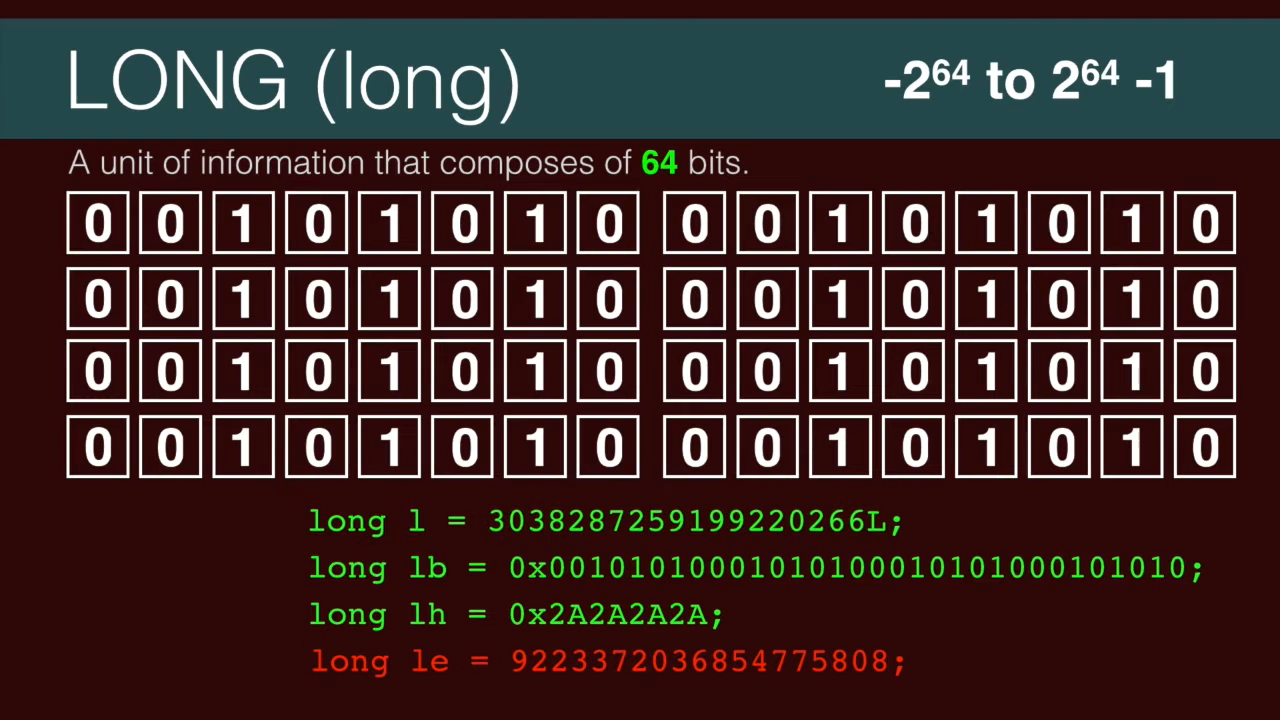 LONG (long)
-2⁶⁴ to 2⁶⁴ -1
A unit of information that composes of 64 bits.
0 0 1 0 1 0 1 0 0 0 1 0 1 0 1 0
0 0 1 0 1 0 1 0 0 0 1 0 1 0 1 0
0 0 1 0 1 0 1 0 0 0 1 0 1 0 1 0
0 0 1 0 1 0 1 0 0 0 1 0 1 0 1 0
long l = 3038287259199220266L;
long lb = 0x00101010001010100010101000101010;
long lh = 0x2A2A2A2A;
long le = 9223372036854775808;